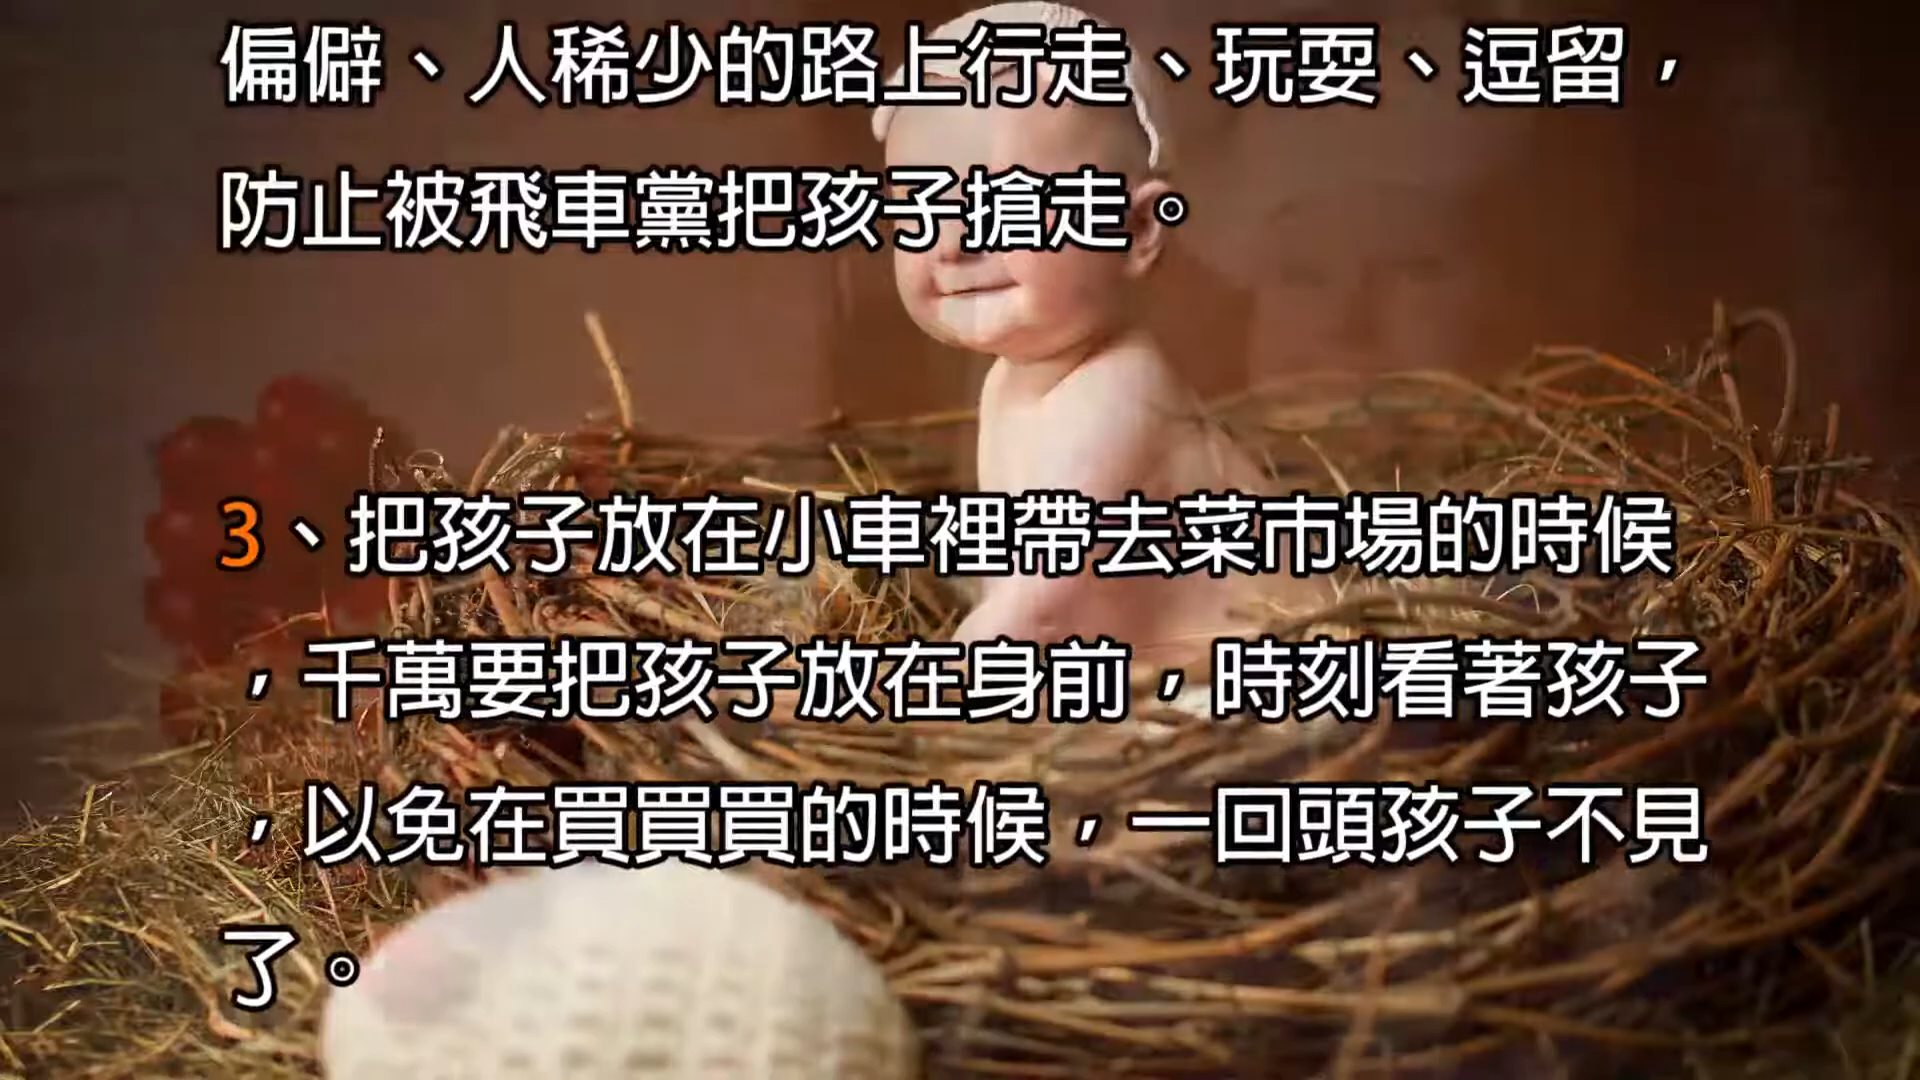 偏僻、人稀少的路上行走、玩耍、逗留，
防止被飛車黨把孩子搶走。
3、把孩子放在小車裡帶去菜市場的時候
，千萬要把孩子放在身前，時刻看著孩子
，以免在買買買的時候，一回頭孩子不見
了。